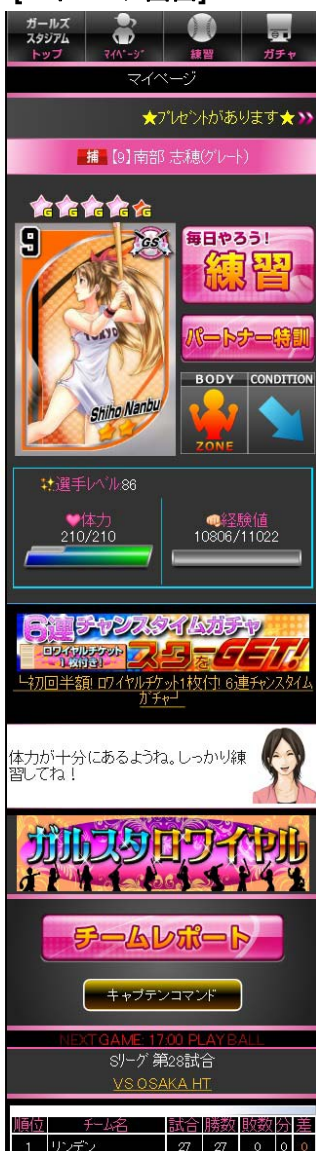 ガールズ
スタジアム
トップ
マイページ
練習
ガチャ
マイページ
★プレゼントがあります★
捕【9】南部 志穂(グレート)
G G G G G
9
GS
TOKYO
Shiho Nanbu
毎日やろう!
練習
パートナー特訓
BODY
CONDITION
ZONE
選手レベル86
体力
210/210
経験値
10806/11022
6連チャンスタイムガチャ
ロワイヤルチケット
1枚付き!
スターをGET!
└初回半額! ロワイヤルチケット1枚付! 6連チャンスタイム
ガチャ┘
体力が十分にあるようね。しっかり練
習してね!
ガルスタロワイヤル
チームレポート
キャプテンコマンド
NEXT GAME: 17:00 PLAY BALL
Sリーグ 第28試合
VS OSAKA HT
順位 チーム名 試合 勝数 敗数 分 差
1 リンデン 27 27 0 0 0